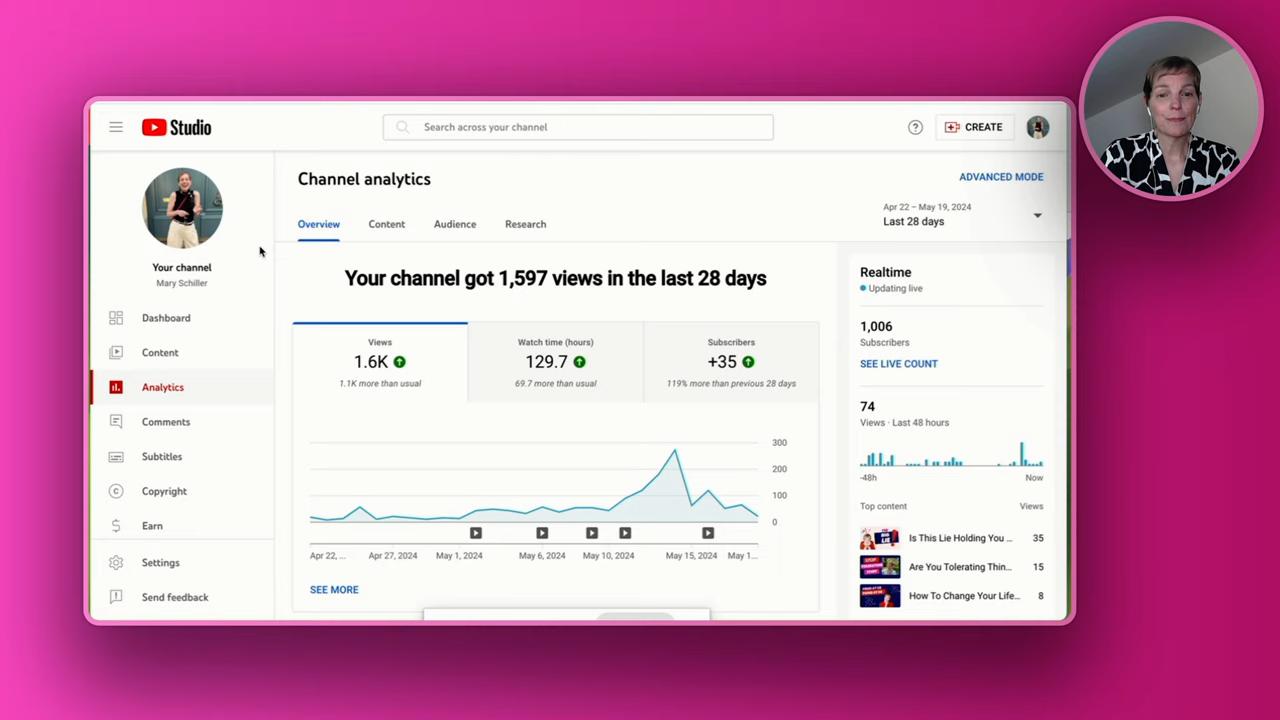 Studio
Search across your channel
CREATE
Your channel
Mary Schiller
Dashboard
Content
Analytics
Comments
Subtitles
Copyright
Earn
Settings
Send feedback
Channel analytics
ADVANCED MODE
Apr 22 – May 19, 2024
Last 28 days
Overview
Content
Audience
Research
Your channel got 1,597 views in the last 28 days
Views
1.6K
1.1K more than usual
Watch time (hours)
129.7
69.7 more than usual
Subscribers
+35
119% more than previous 28 days
300
200
100
0
Apr 22, ...
Apr 27, 2024
May 1, 2024
May 6, 2024
May 10, 2024
May 15, 2024
May 1...
SEE MORE
Realtime
Updating live
1,006
Subscribers
SEE LIVE COUNT
74
Views · Last 48 hours
-48h
Now
Top content
Views
Is This Lie Holding You ...
35
Are You Tolerating Thin...
15
How To Change Your Life...
8